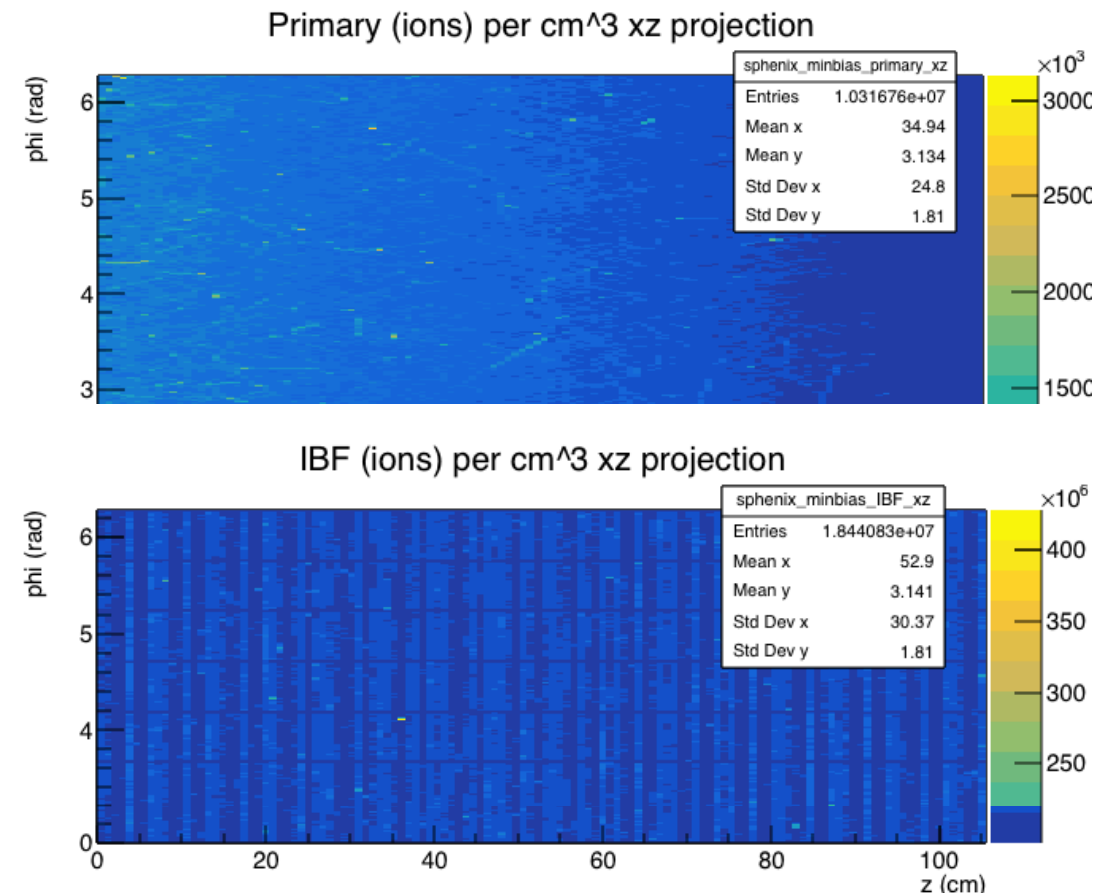 Primary (ions) per cm^3 xz projection
sphenix_minbias_primary_xz
Entries 1.031676e+07
Mean x 34.94
Mean y 3.134
Std Dev x 24.8
Std Dev y 1.81
×10^3
3000
2500
2000
1500
phi (rad)
6
5
4
3
IBF (ions) per cm^3 xz projection
sphenix_minbias_IBF_xz
Entries 1.844083e+07
Mean x 52.9
Mean y 3.141
Std Dev x 30.37
Std Dev y 1.81
×10^6
400
350
300
250
phi (rad)
6
5
4
0
0 20 40 60 80 100
z (cm)